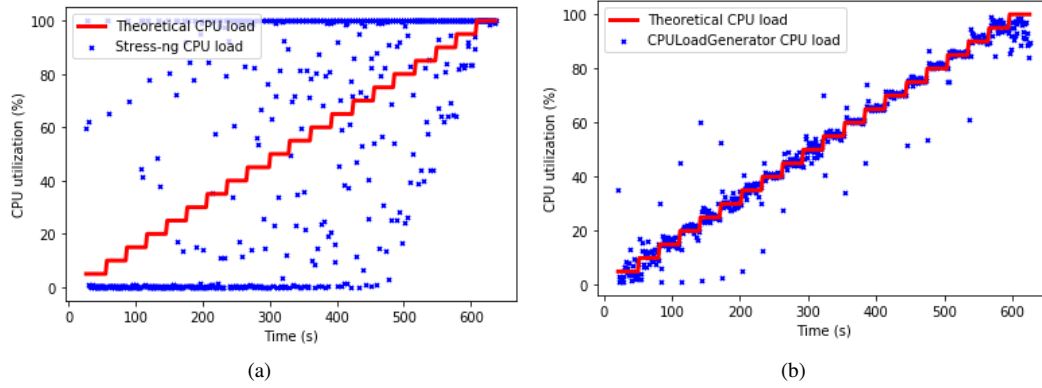 Theoretical CPU load
Stress-ng CPU load
CPU utilization (%)
100
80
60
40
20
0
0 100 200 300 400 500 600
Time (s)
(a)
Theoretical CPU load
CPULoadGenerator CPU load
CPU utilization (%)
100
80
60
40
20
0
0 100 200 300 400 500 600
Time (s)
(b)